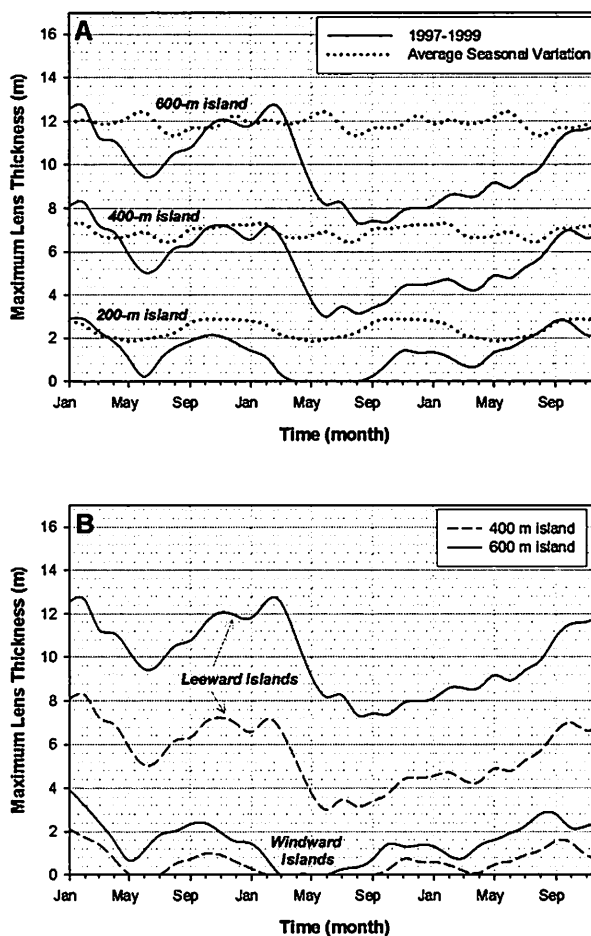 A
1997-1999
Average Seasonal Variation
16
14
12
10
8
6
4
2
0
Maximum Lens Thickness (m)
600-m island
400-m island
200-m island
Jan May Sep Jan May Sep Jan May Sep
Time (month)
B
400 m island
600 m island
16
14
12
10
8
6
4
2
0
Maximum Lens Thickness (m)
Leeward Islands
Windward
Islands
Jan May Sep Jan May Sep Jan May Sep
Time (month)